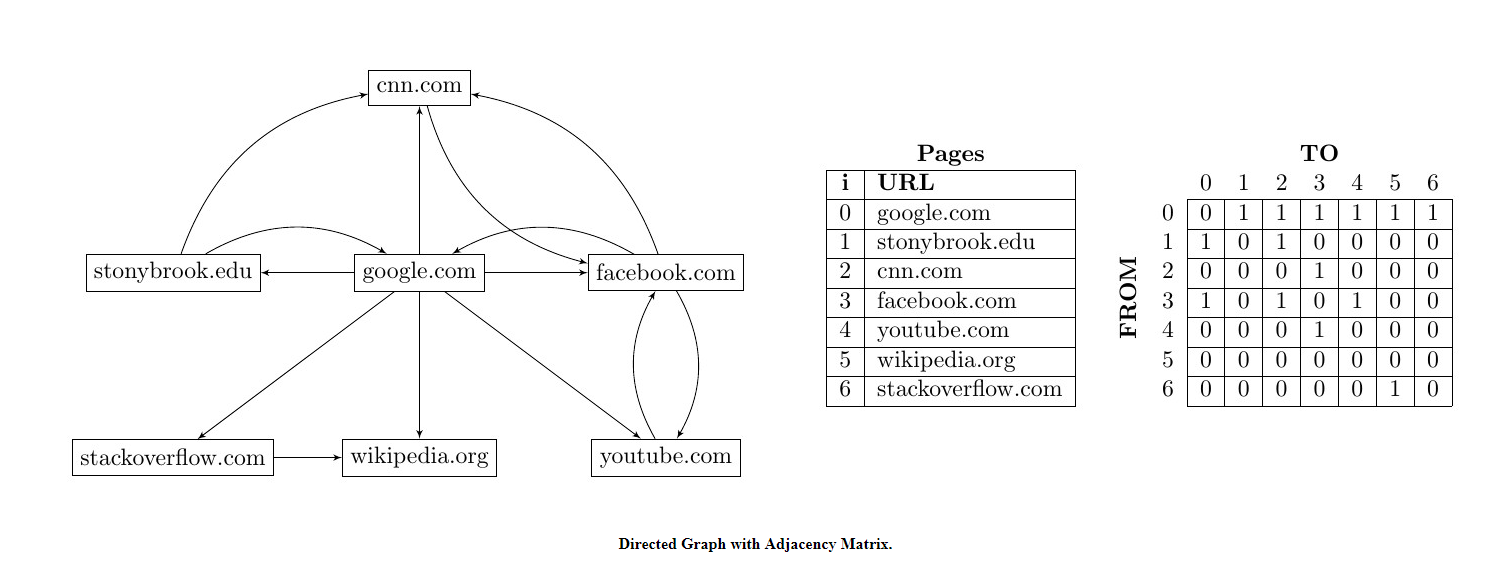 cnn.com
stonybrook.edu
google.com
facebook.com
stackoverflow.com
wikipedia.org
youtube.com
Pages
i URL
0 google.com
1 stonybrook.edu
2 cnn.com
3 facebook.com
4 youtube.com
5 wikipedia.org
6 stackoverflow.com
TO
0 1 2 3 4 5 6
FROM
0 0 1 1 1 1 1 1
1 1 0 1 0 0 0 0
2 0 0 0 1 0 0 0
3 1 0 1 0 1 0 0
4 0 0 0 1 0 0 0
5 0 0 0 0 0 0 0
6 0 0 0 0 0 1 0
Directed Graph with Adjacency Matrix.